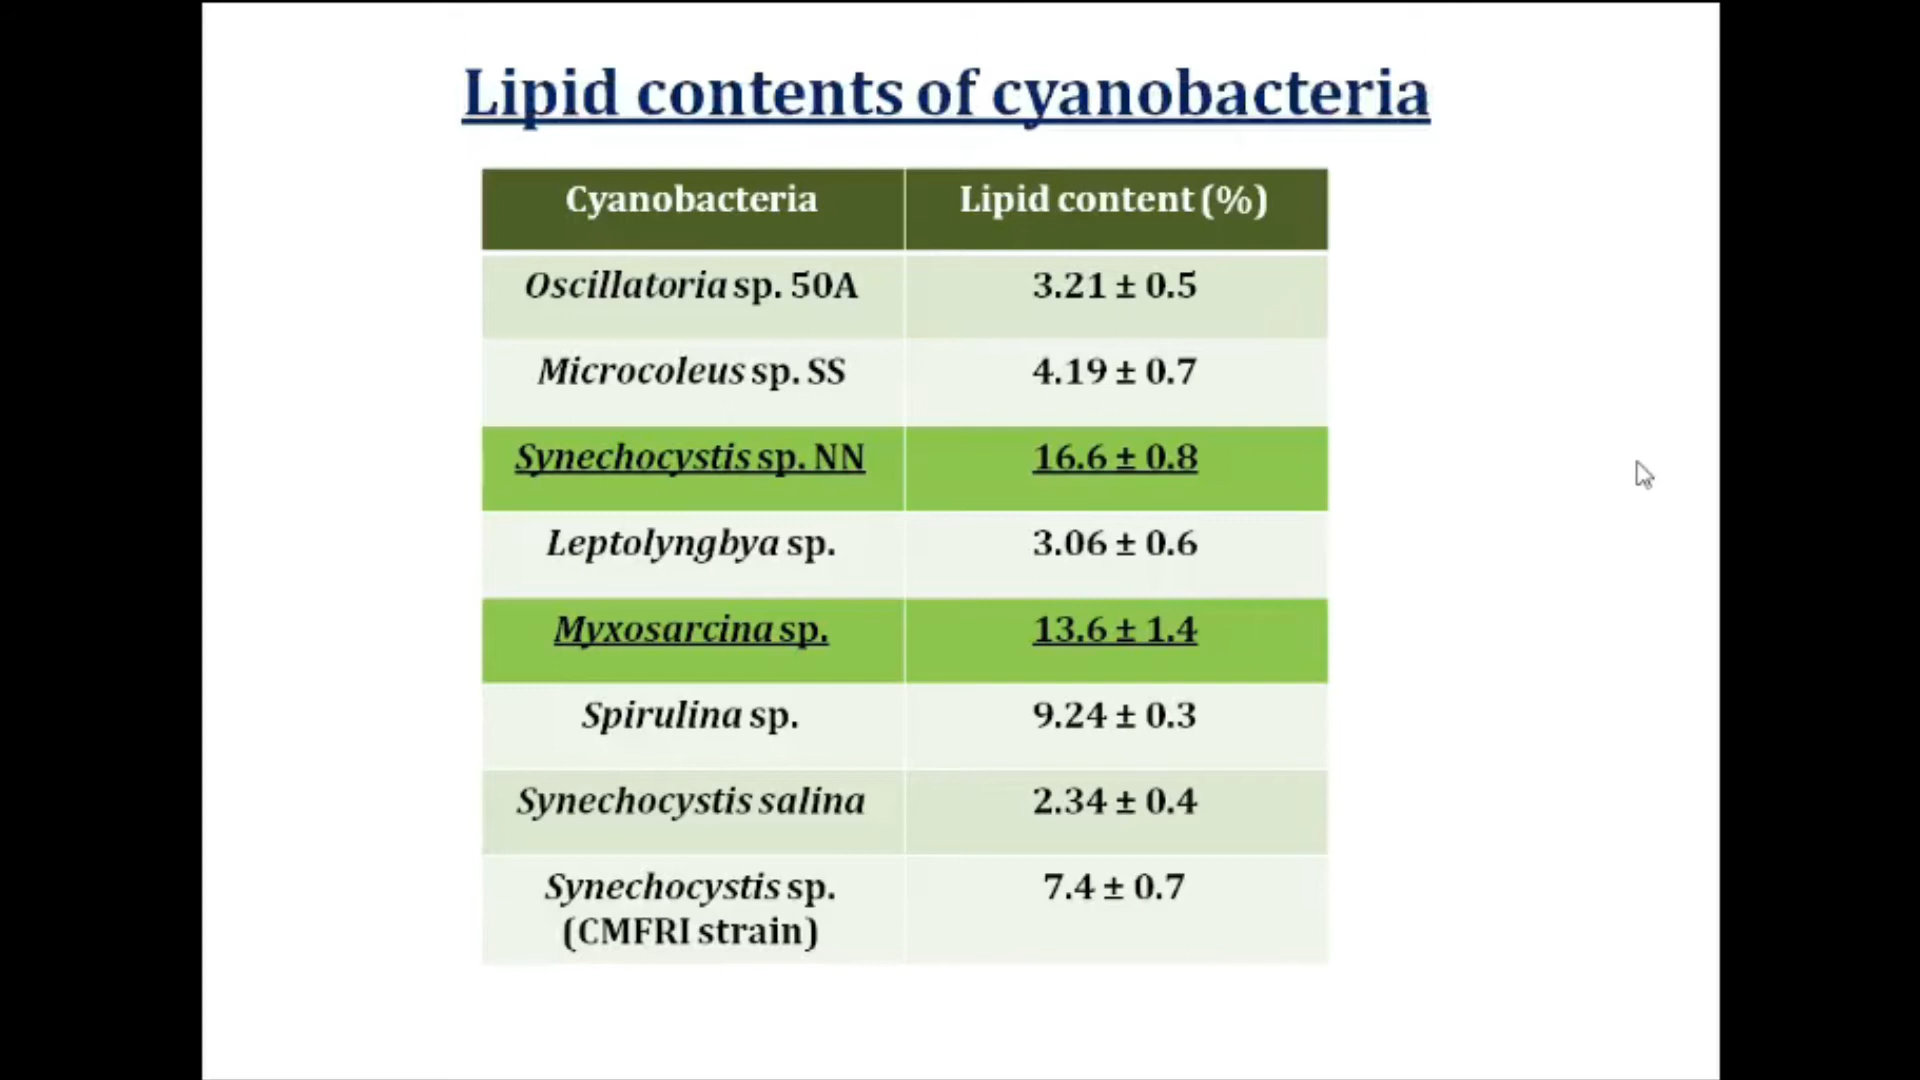 Lipid contents of cyanobacteria
Cyanobacteria Lipid content (%)
Oscillatoria sp. 50A 3.21 ± 0.5
Microcoleus sp. SS 4.19 ± 0.7
Synechocystis sp. NN 16.6 ± 0.8
Leptolyngbya sp. 3.06 ± 0.6
Myxosarcina sp. 13.6 ± 1.4
Spirulina sp. 9.24 ± 0.3
Synechocystis salina 2.34 ± 0.4
Synechocystis sp. 7.4 ± 0.7
(CMFRI strain)